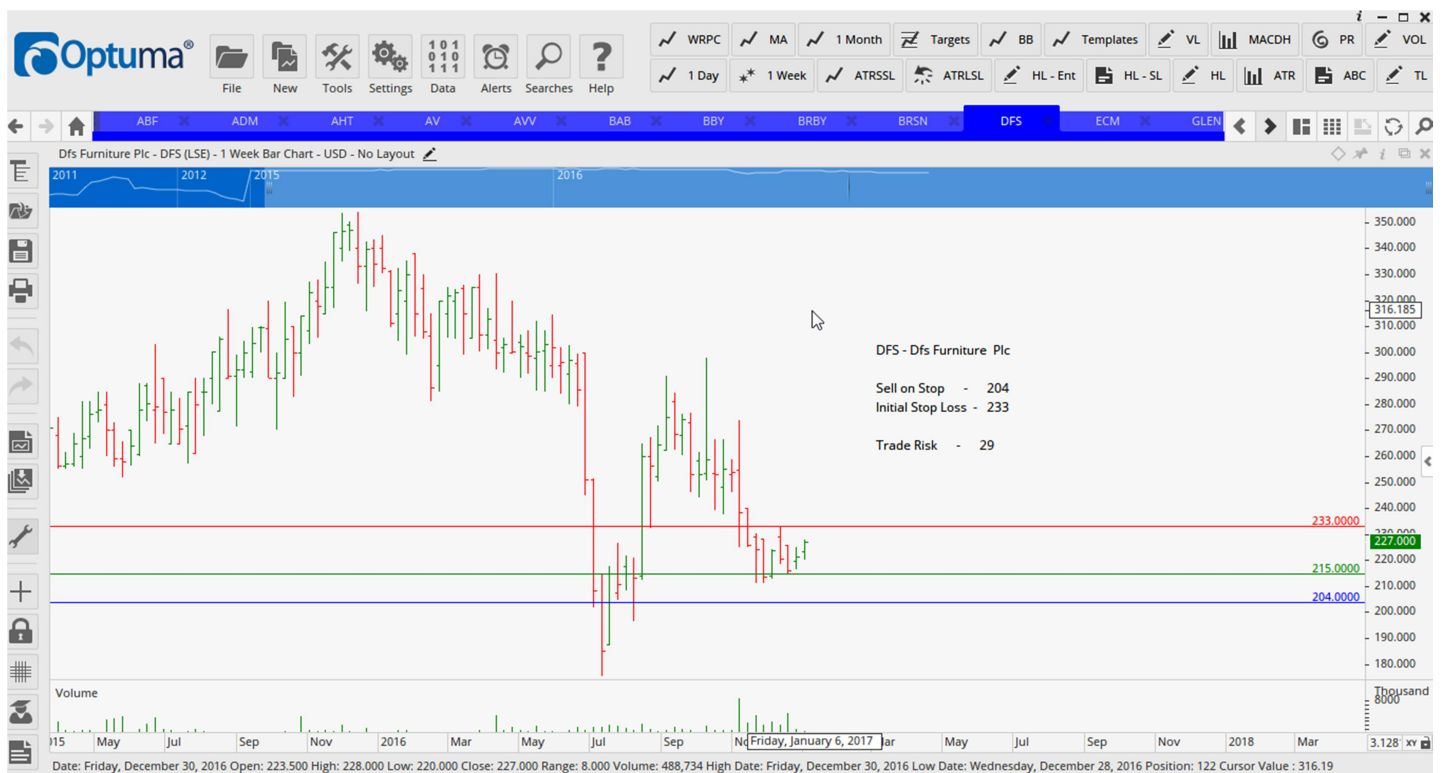 Optuma®
File New Tools Settings Data Alerts Searches Help
WRPC MA 1 Month Targets BB Templates VL MACDH PR VOL
1 Day 1 Week ATRSSL ATRLSL HL - Ent HL - SL HL ATR ABC TL
ABF ADM AHT AV AVV BAB BBY BRBY BRSN DFS ECM GLEN
Dfs Furniture Plc - DFS (LSE) - 1 Week Bar Chart - USD - No Layout
2011 2012 2015 2016
350.000
340.000
330.000
320.000
316.185
310.000
300.000
290.000
280.000
270.000
260.000
250.000
240.000
230.000
227.000
220.000
210.000
200.000
190.000
180.000
DFS - Dfs Furniture Plc
Sell on Stop - 204
Initial Stop Loss - 233
Trade Risk - 29
233.0000
215.0000
204.0000
Volume
Thousand
8000
15 May Jul Sep Nov 2016 Mar May Jul Sep Friday, January 6, 2017 May Jul Sep Nov 2018 Mar 3.128 XY
Date: Friday, December 30, 2016 Open: 223.500 High: 228.000 Low: 220.000 Close: 227.000 Range: 8.000 Volume: 488,734 High Date: Friday, December 30, 2016 Low Date: Wednesday, December 28, 2016 Position: 122 Cursor Value : 316.19